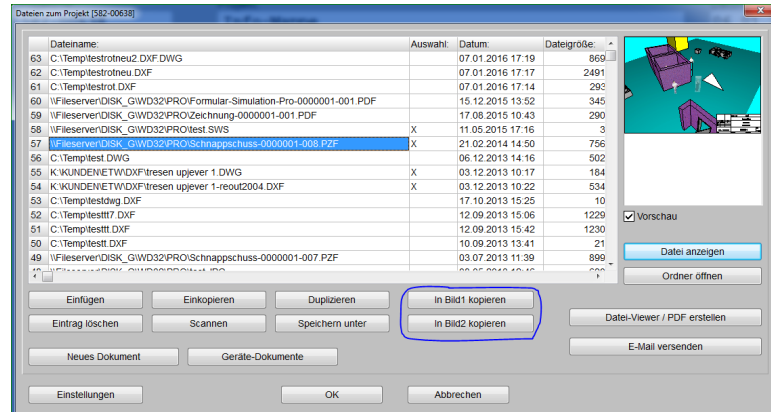 Dateien zum Projekt [582-00638]
Dateiname: Auswahl: Datum: Dateigröße:
63 C:\Temp\testrotneu2.DXF.DWG 07.01.2016 17:19 869
62 C:\Temp\testrotneu.DXF 07.01.2016 17:17 2491
61 C:\Temp\testrot.DXF 07.01.2016 17:14 293
60 \\Fileserver\DISK_G\WD32\PRO\Formular-Simulation-Pro-0000001-001.PDF 15.12.2015 13:52 345
59 \\Fileserver\DISK_G\WD32\PRO\Zeichnung-0000001-001.PDF 17.08.2015 10:43 290
58 \\Fileserver\DISK_G\WD32\PRO\test.SWS X 11.05.2015 17:16 3
57 \\Fileserver\DISK_G\WD32\PRO\Schnappschuss-0000001-008.PZF X 21.02.2014 14:50 756
56 C:\Temp\test.DWG 06.12.2013 14:16 502
55 K:\KUNDEN\ETW\DXF\tresen upjever 1.DWG X 03.12.2013 10:17 184
54 K:\KUNDEN\ETW\DXF\tresen upjever 1-reout2004.DXF X 03.12.2013 10:22 534
53 C:\Temp\testdwg.DXF 17.10.2013 15:25 10
52 C:\Temp\testtt7.DXF 12.09.2013 15:06 1229
51 C:\Temp\testtt.DXF 12.09.2013 15:42 1230
50 C:\Temp\testt.DXF 10.09.2013 13:41 21
49 \\Fileserver\DISK_G\WD32\PRO\Schnappschuss-0000001-007.PZF 03.07.2013 11:39 899
Vorschau
Datei anzeigen
Ordner öffnen
Einfügen Einkopieren Duplizieren In Bild1 kopieren
Eintrag löschen Scannen Speichern unter In Bild2 kopieren
Datei-Viewer / PDF erstellen
E-Mail versenden
Neues Dokument Geräte-Dokumente
Einstellungen OK Abbrechen